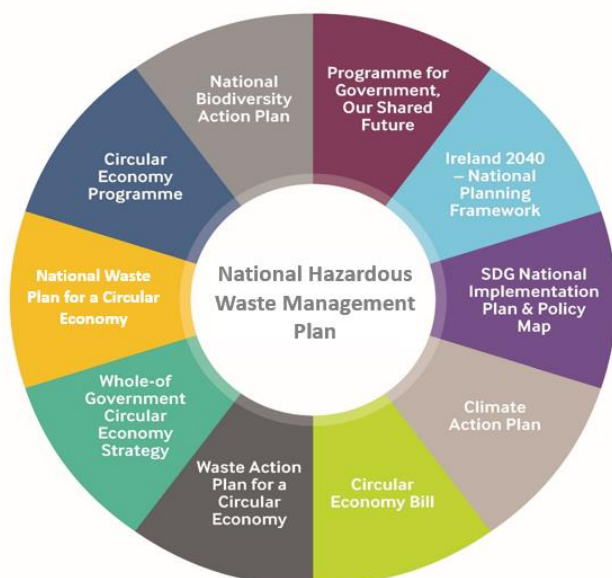 National Hazardous
Waste Management
Plan
Programme for
Government,
Our Shared
Future
Ireland 2040
– National
Planning
Framework
SDG National
Implementation
Plan & Policy
Map
Climate
Action Plan
Circular
Economy Bill
Waste Action
Plan for a
Circular
Economy
Whole-of
Government
Circular
Economy
Strategy
National Waste
Plan for a Circular
Economy
Circular
Economy
Programme
National
Biodiversity
Action Plan